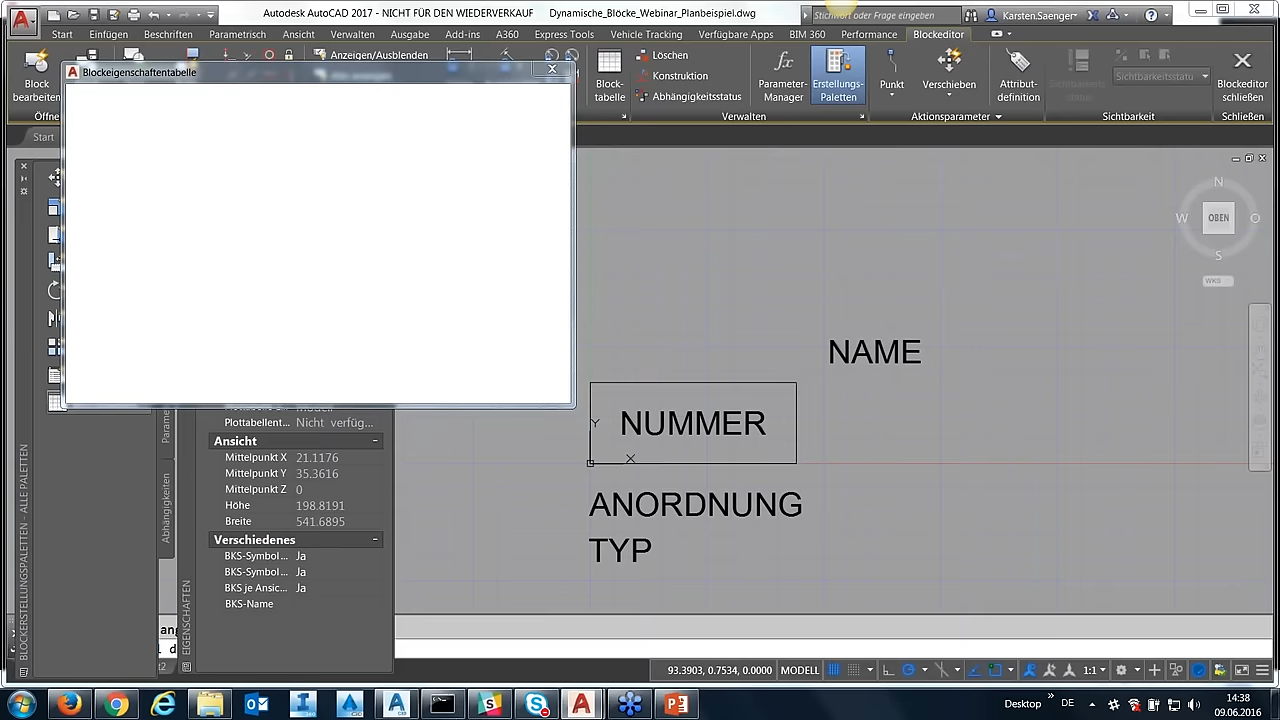 Autodesk AutoCAD 2017 - NICHT FÜR DEN WIEDERVERKAUF Dynamische_Blöcke_Webinar_Planbeispiel.dwg
Stichwort oder Frage eingeben
Karsten.Saenger
Start Einfügen Beschriften Parametrisch Ansicht Verwalten Ausgabe Add-ins A360 Express Tools Vehicle Tracking Verfügbare Apps BIM 360 Performance Blockeditor
Block
bearbeiten
Öffne
Anzeigen/Ausblenden
Block-
tabelle
Löschen
Konstruktion
Abhängigkeitsstatus
Parameter
Manager
Erstellungs-
Paletten
Verwalten
Punkt
Verschieben
Attribut-
definition
Aktionsparameter
Sichtbarkeitsstatu
Sichtbarkeit
Blockeditor
schließen
Schließen
Start
Blockeigenschaftentabelle
N
W OBEN O
S
WKS
NAME
NUMMER
Y
X
ANORDNUNG
TYP
Plottabellent... Nicht verfüg...
Ansicht
Mittelpunkt X 21.1176
Mittelpunkt Y 35.3616
Mittelpunkt Z 0
Höhe 198.8191
Breite 541.6895
Verschiedenes
BKS-Symbol ... Ja
BKS-Symbol ... Ja
BKS je Ansic... Ja
BKS-Name
Parame
Abhängigkeiten
BLOCKERSTELLUNGSPALETTEN - ALLE PALETTEN
EIGENSCHAFTEN
ang
l d
93.3903, 0.7534, 0.0000 MODELL
1:1
Desktop » DE
14:38
09.06.2016